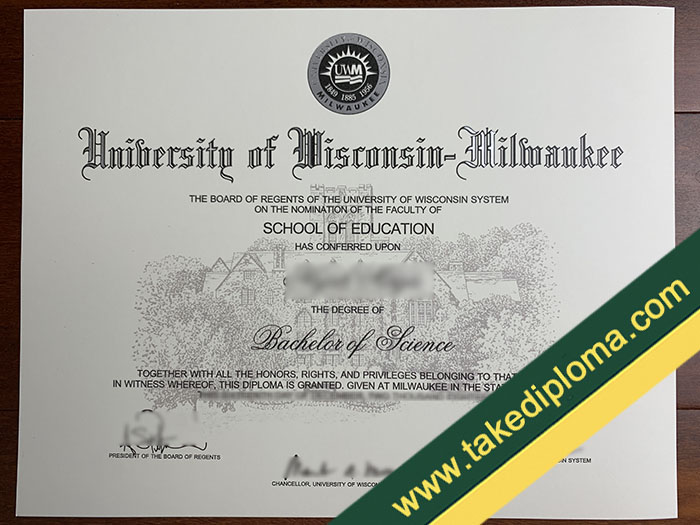 UNIVERSITY OF WISCONSIN
UWM
1849 1885 1956
MILWAUKEE
University of Wisconsin-Milwaukee
THE BOARD OF REGENTS OF THE UNIVERSITY OF WISCONSIN SYSTEM
ON THE NOMINATION OF THE FACULTY OF
SCHOOL OF EDUCATION
HAS CONFERRED UPON
THE DEGREE OF
Bachelor of Science
TOGETHER WITH ALL THE HONORS, RIGHTS, AND PRIVILEGES BELONGING TO THAT
IN WITNESS WHEREOF, THIS DIPLOMA IS GRANTED. GIVEN AT MILWAUKEE IN THE
PRESIDENT OF THE BOARD OF REGENTS
CHANCELLOR, UNIVERSITY OF
SYSTEM
www.takediploma.com